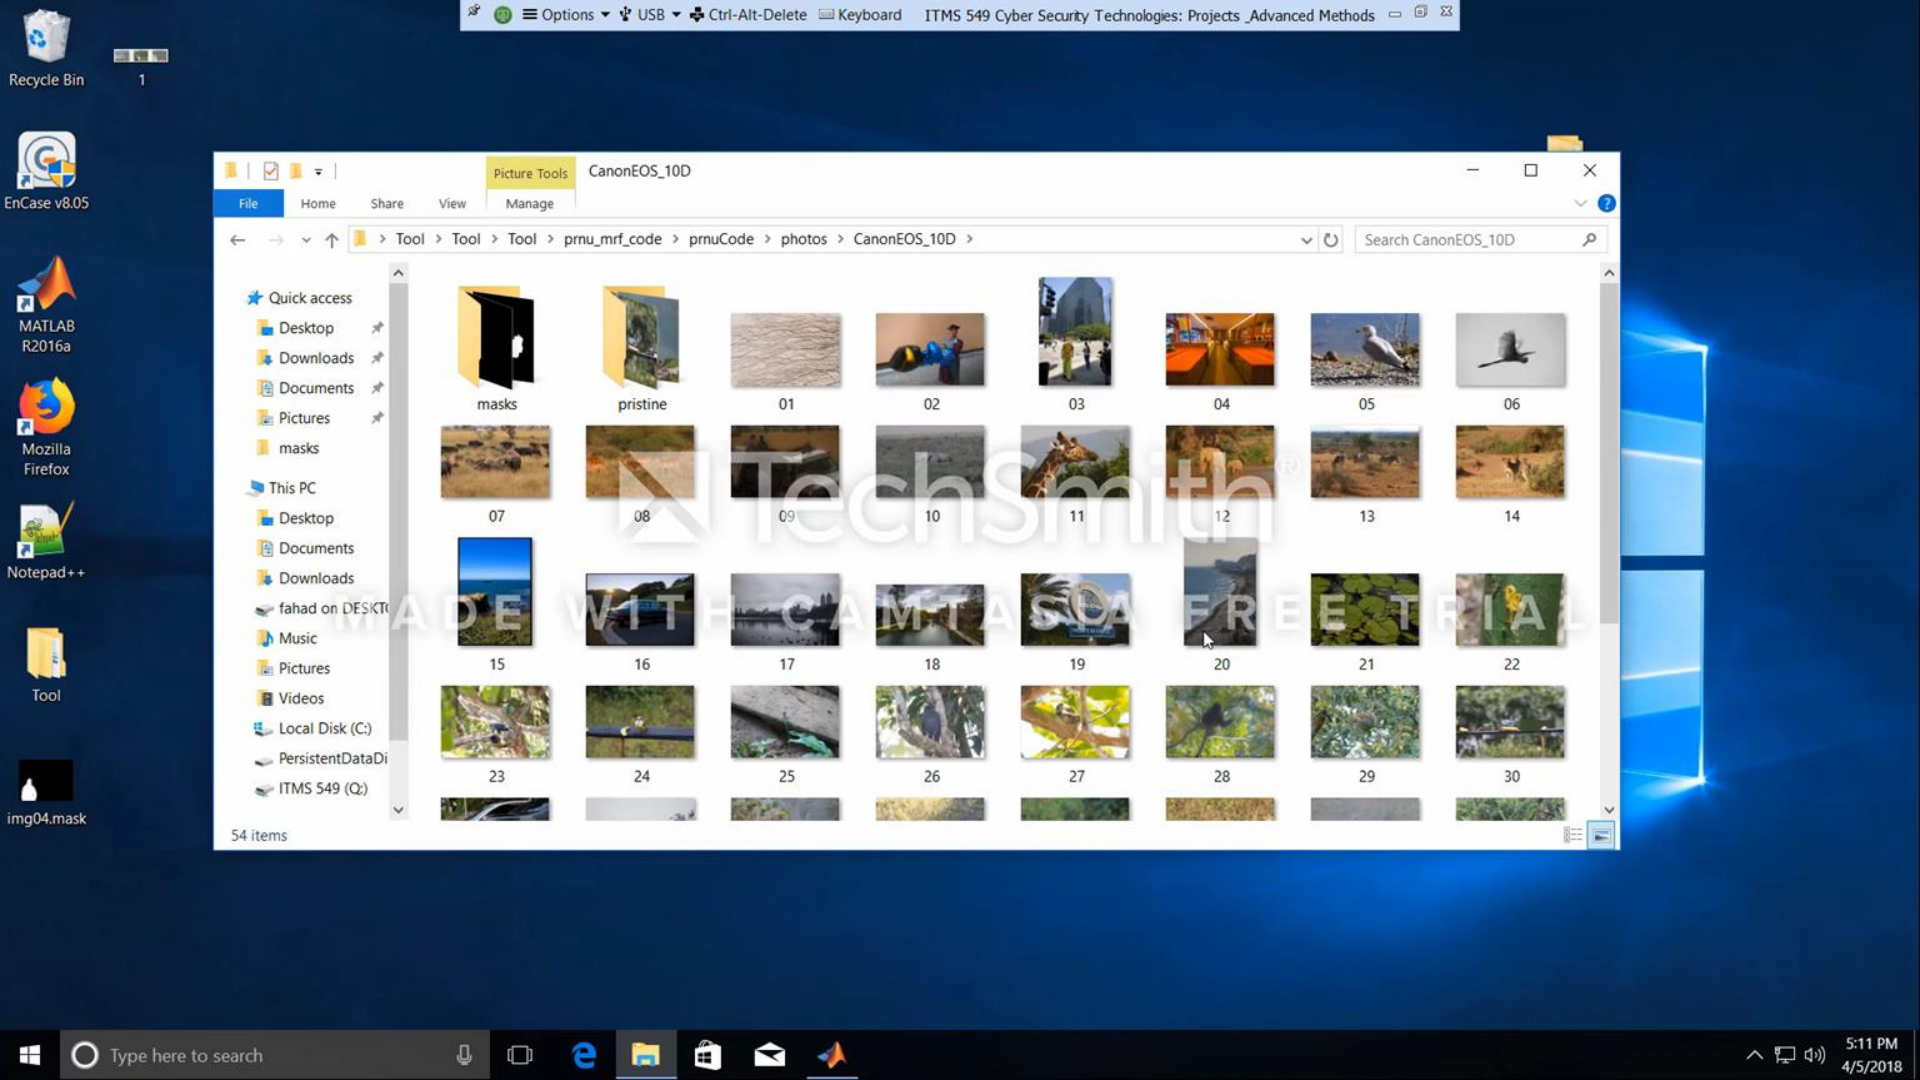 Options USB Ctrl-Alt-Delete Keyboard ITMS 549 Cyber Security Technologies: Projects _Advanced Methods
Recycle Bin
1
EnCase v8.05
MATLAB
R2016a
Mozilla
Firefox
Notepad++
Tool
img04.mask
Picture Tools CanonEOS_10D
File Home Share View Manage
> Tool > Tool > Tool > prnu_mrf_code > prnuCode > photos > CanonEOS_10D >
Search CanonEOS_10D
Quick access
Desktop
Downloads
Documents
Pictures
masks
This PC
Desktop
Documents
Downloads
fahad on DESKT
Music
Pictures
Videos
Local Disk (C:)
PersistentDataDi
ITMS 549 (Q:)
masks pristine 01 02 03 04 05 06
07 08 09 10 11 12 13 14
15 16 17 18 19 20 21 22
23 24 25 26 27 28 29 30
TechSmith®
MADE WITH CAMTASIA FREE TRIAL
54 items
Type here to search
5:11 PM
4/5/2018